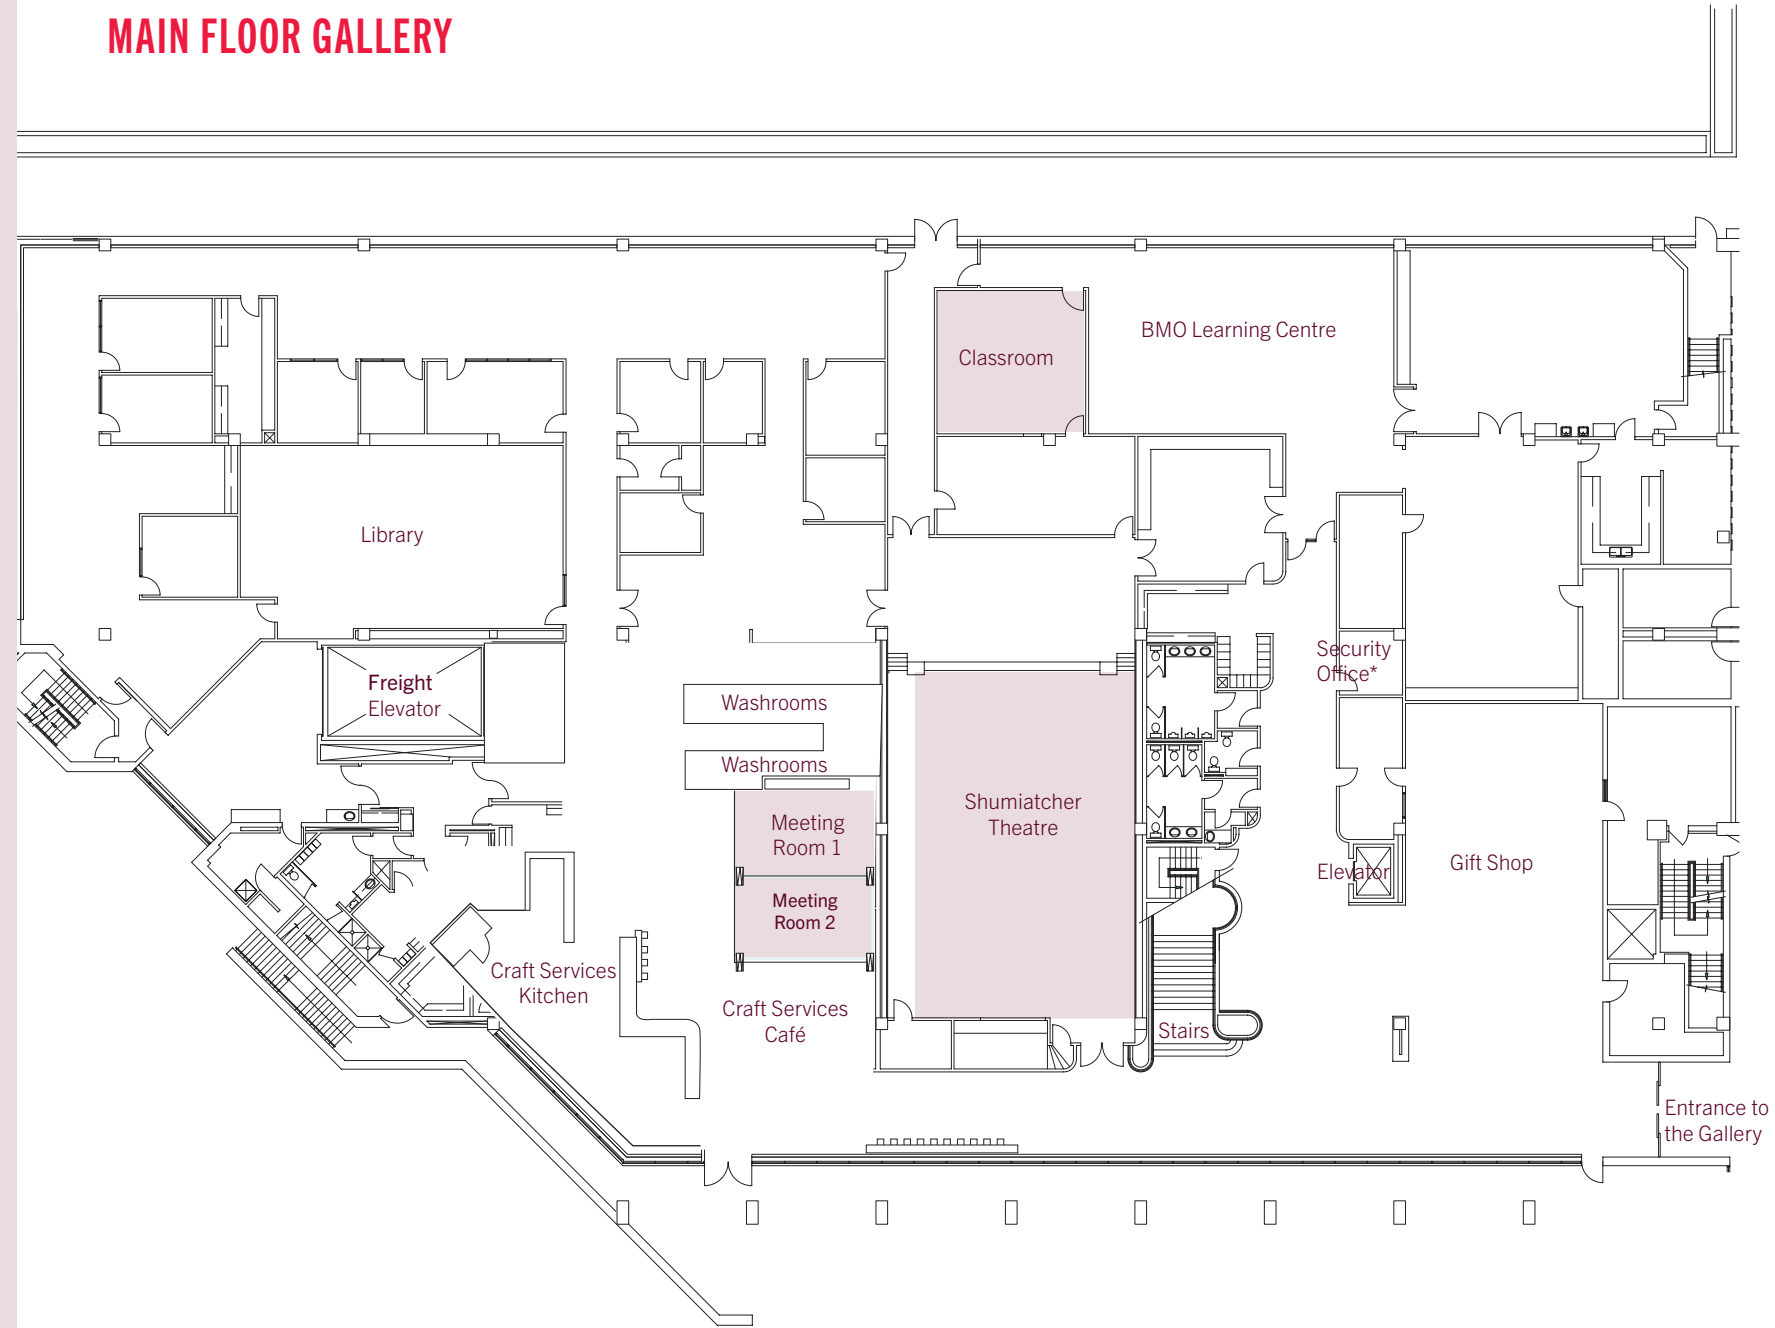 MAIN FLOOR GALLERY
BMO Learning Centre
Classroom
Library
Security
Office*
Freight
Elevator
Washrooms
Washrooms
Meeting
Room 1
Shumiatcher
Theatre
Elevator
Gift Shop
Meeting
Room 2
Craft Services
Kitchen
Craft Services
Café
Stairs
Entrance to
the Gallery